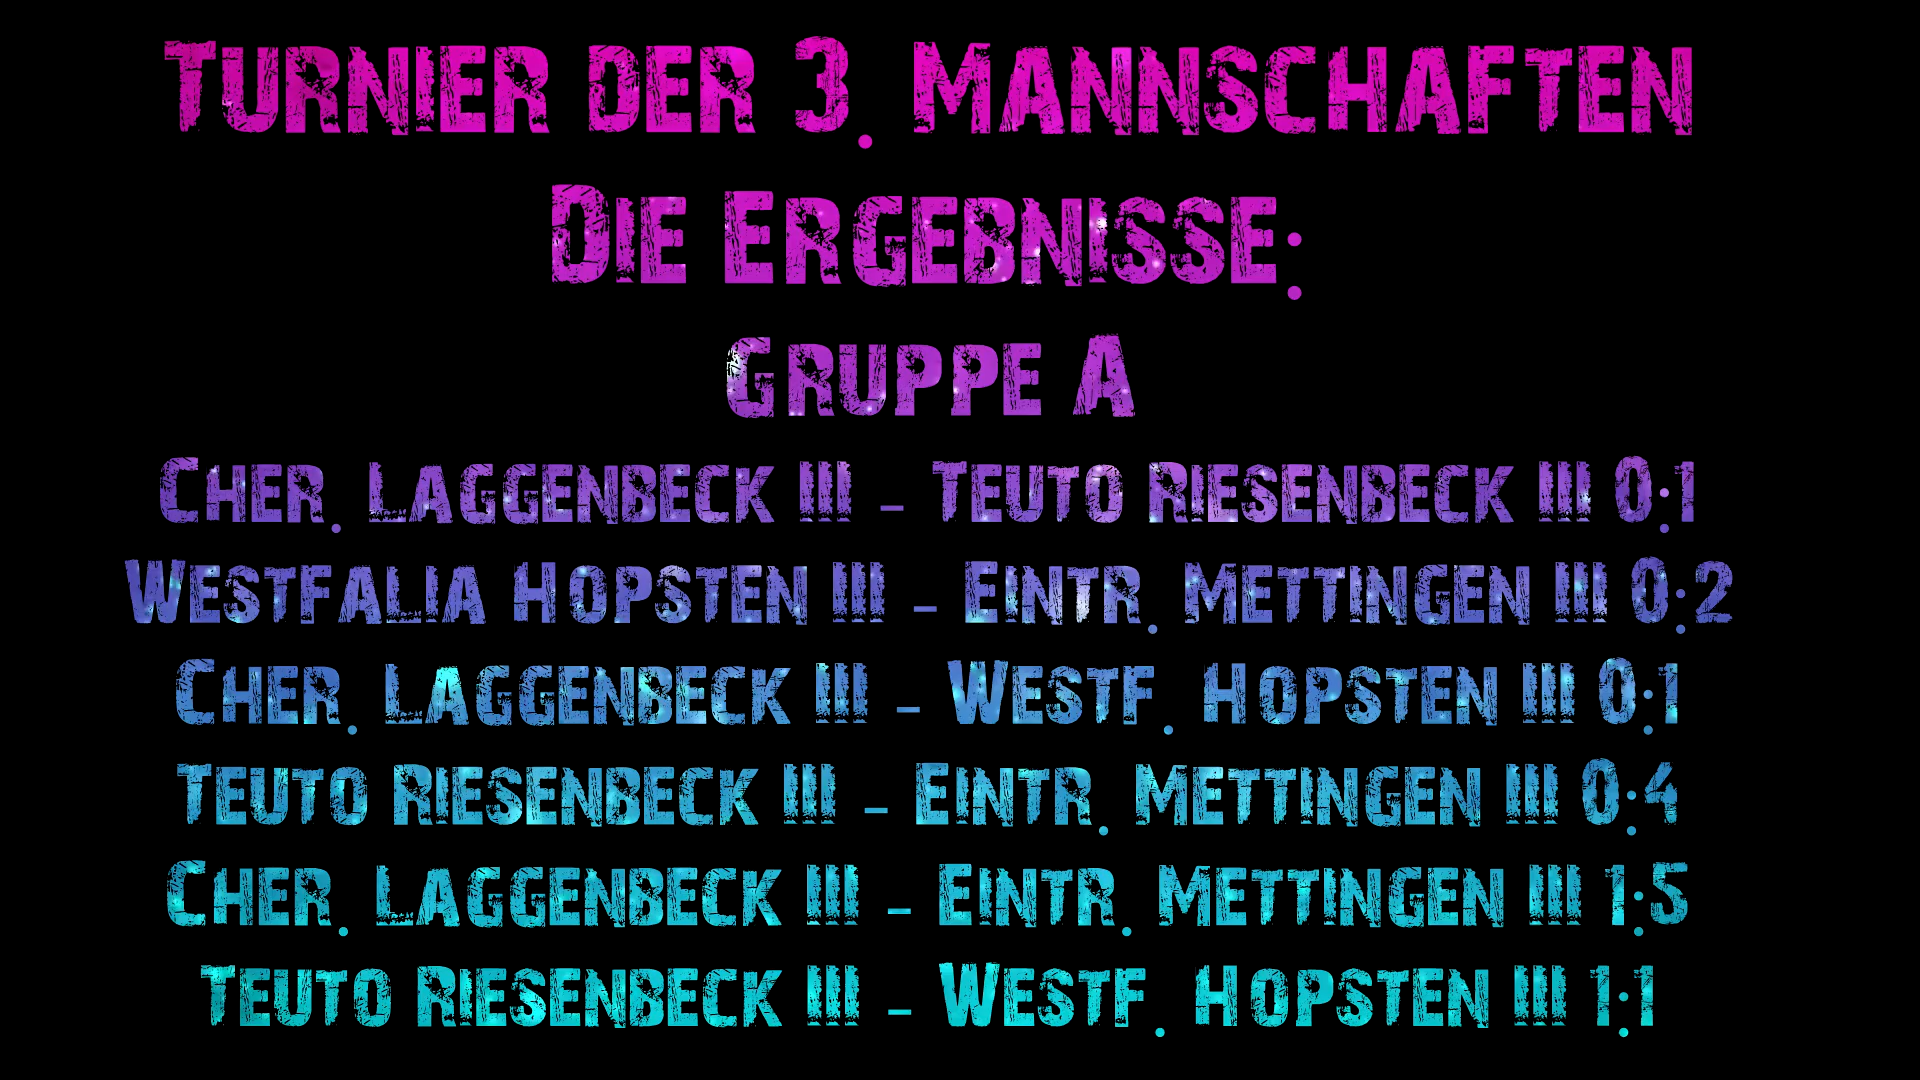 Turnier der 3. Mannschaften
Die Ergebnisse:
Gruppe A
Cher. Laggenbeck III - Teuto Riesenbeck III 0:1
Westfalia Hopsten III - Eintr. Mettingen III 0:2
Cher. Laggenbeck III - Westf. Hopsten III 0:1
Teuto Riesenbeck III - Eintr. Mettingen III 0:4
Cher. Laggenbeck III - Eintr. Mettingen III 1:5
Teuto Riesenbeck III - Westf. Hopsten III 1:1